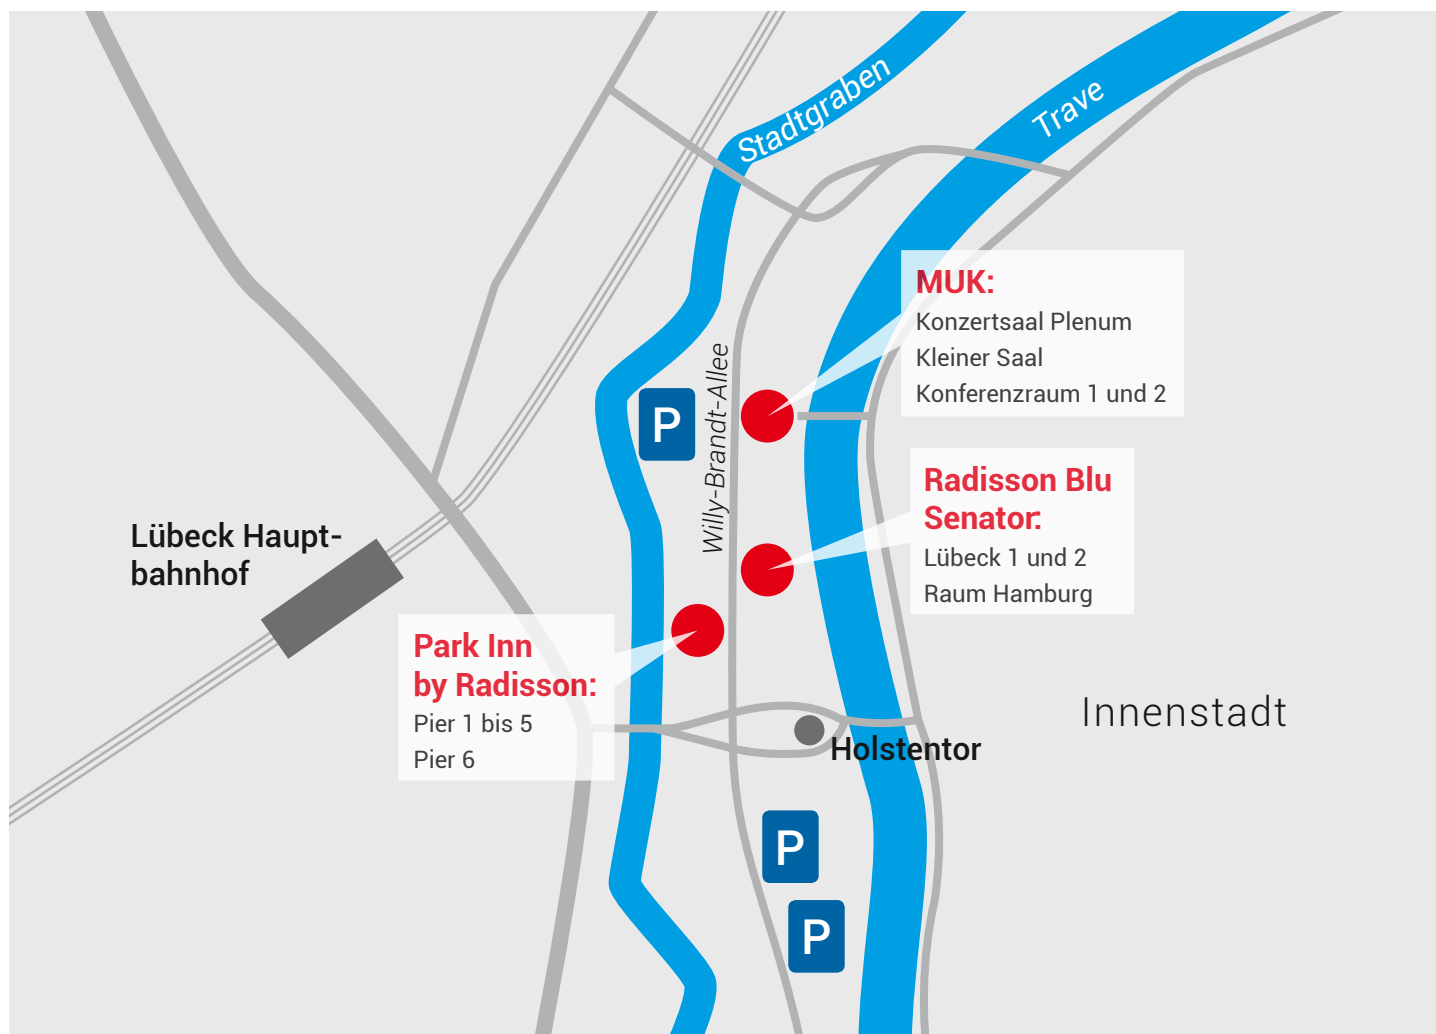 Stadtgraben
Trave
MUK:
Konzertsaal Plenum
Kleiner Saal
Konferenzraum 1 und 2
P
Willy-Brandt-Allee
Radisson Blu
Senator:
Lübeck 1 und 2
Raum Hamburg
Lübeck Haupt-
bahnhof
Park Inn
by Radisson:
Pier 1 bis 5
Pier 6
Innenstadt
Holstentor
P
P